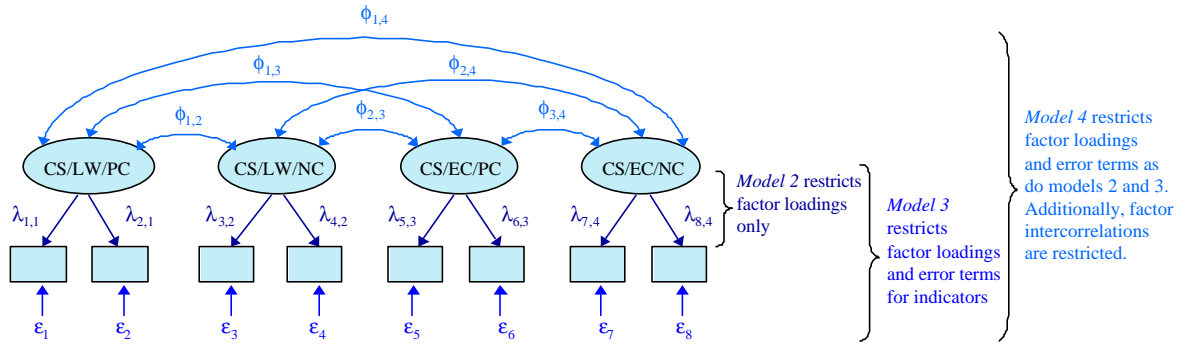 ϕ1,4
ϕ1,3
ϕ2,4
ϕ1,2
ϕ2,3
ϕ3,4
CS/LW/PC
CS/LW/NC
CS/EC/PC
CS/EC/NC
λ1,1
λ2,1
λ3,2
λ4,2
λ5,3
λ6,3
λ7,4
λ8,4
ε1
ε2
ε3
ε4
ε5
ε6
ε7
ε8
Model 2 restricts
factor loadings
only
Model 3
restricts
factor loadings
and error terms
for indicators
Model 4 restricts
factor loadings
and error terms as
do models 2 and 3.
Additionally, factor
intercorrelations
are restricted.